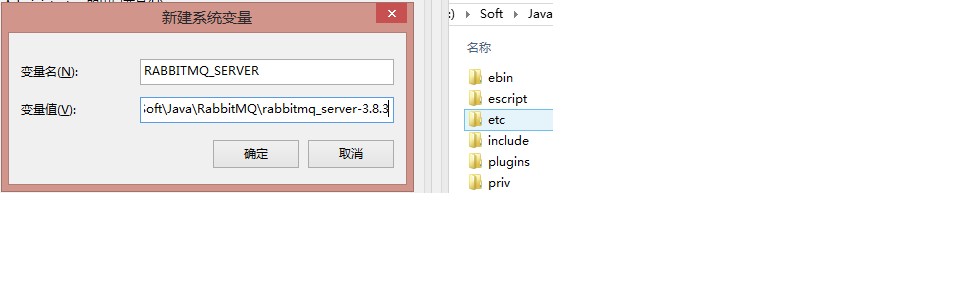 新建系统变量
变量名(N):
RABBITMQ_SERVER
变量值(V):
Soft\Java\RabbitMQ\rabbitmq_server-3.8.3
确定
取消
:)
Soft
Java
名称
ebin
escript
etc
include
plugins
priv